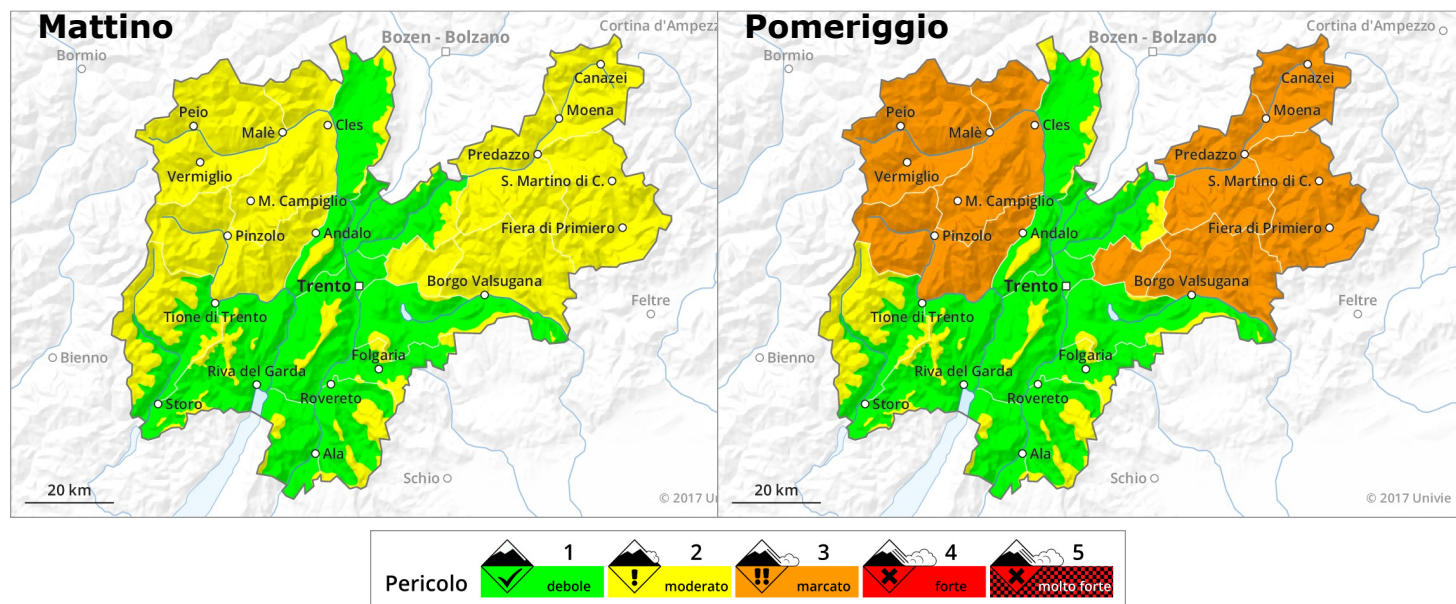 Mattino
Cortina d'Ampezz
Bozen - Bolzano
Bormio
Canazei
Peio
Moena
Malè
Cles
Predazzo
Vermiglio
S. Martino di C.
M. Campiglio
Fiera di Primiero
Pinzolo
Andalo
Borgo Valsugana
Trento
Feltre
Tione di Trento
Bienno
Folgaria
Riva del Garda
Rovereto
Storo
Ala
Schio
20 km
© 2017 Un
Pomeriggio
Cortina d'Ampezzo
Bozen - Bolzano
Bormio
Canazei
Peio
Moena
Malè
Cles
Predazzo
Vermiglio
S. Martino di C.
M. Campiglio
Fiera di Primiero
Pinzolo
Andalo
Borgo Valsugana
Trento
Feltre
Tione di Trento
Bienno
Folgaria
Riva del Garda
Rovereto
Storo
Ala
Schio
20 km
© 2017 Univie
Pericolo
1
debole
2
moderato
3
marcato
4
forte
5
molto forte